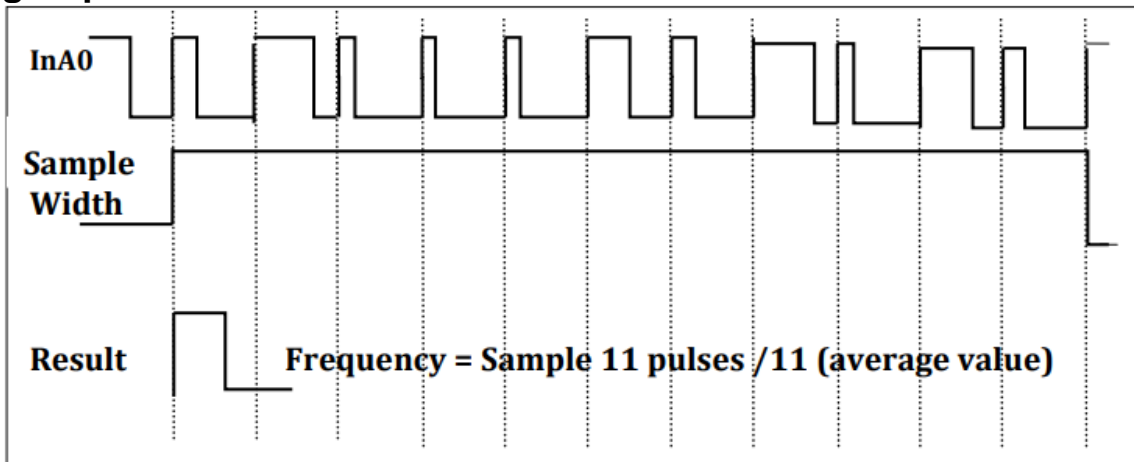 InA0
Sample
Width
Result
Frequency = Sample 11 pulses /11 (average value)